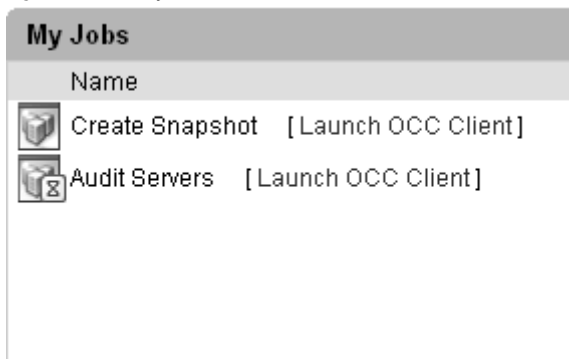 My Jobs
Name
Create Snapshot [Launch OCC Client]
Audit Servers [Launch OCC Client]